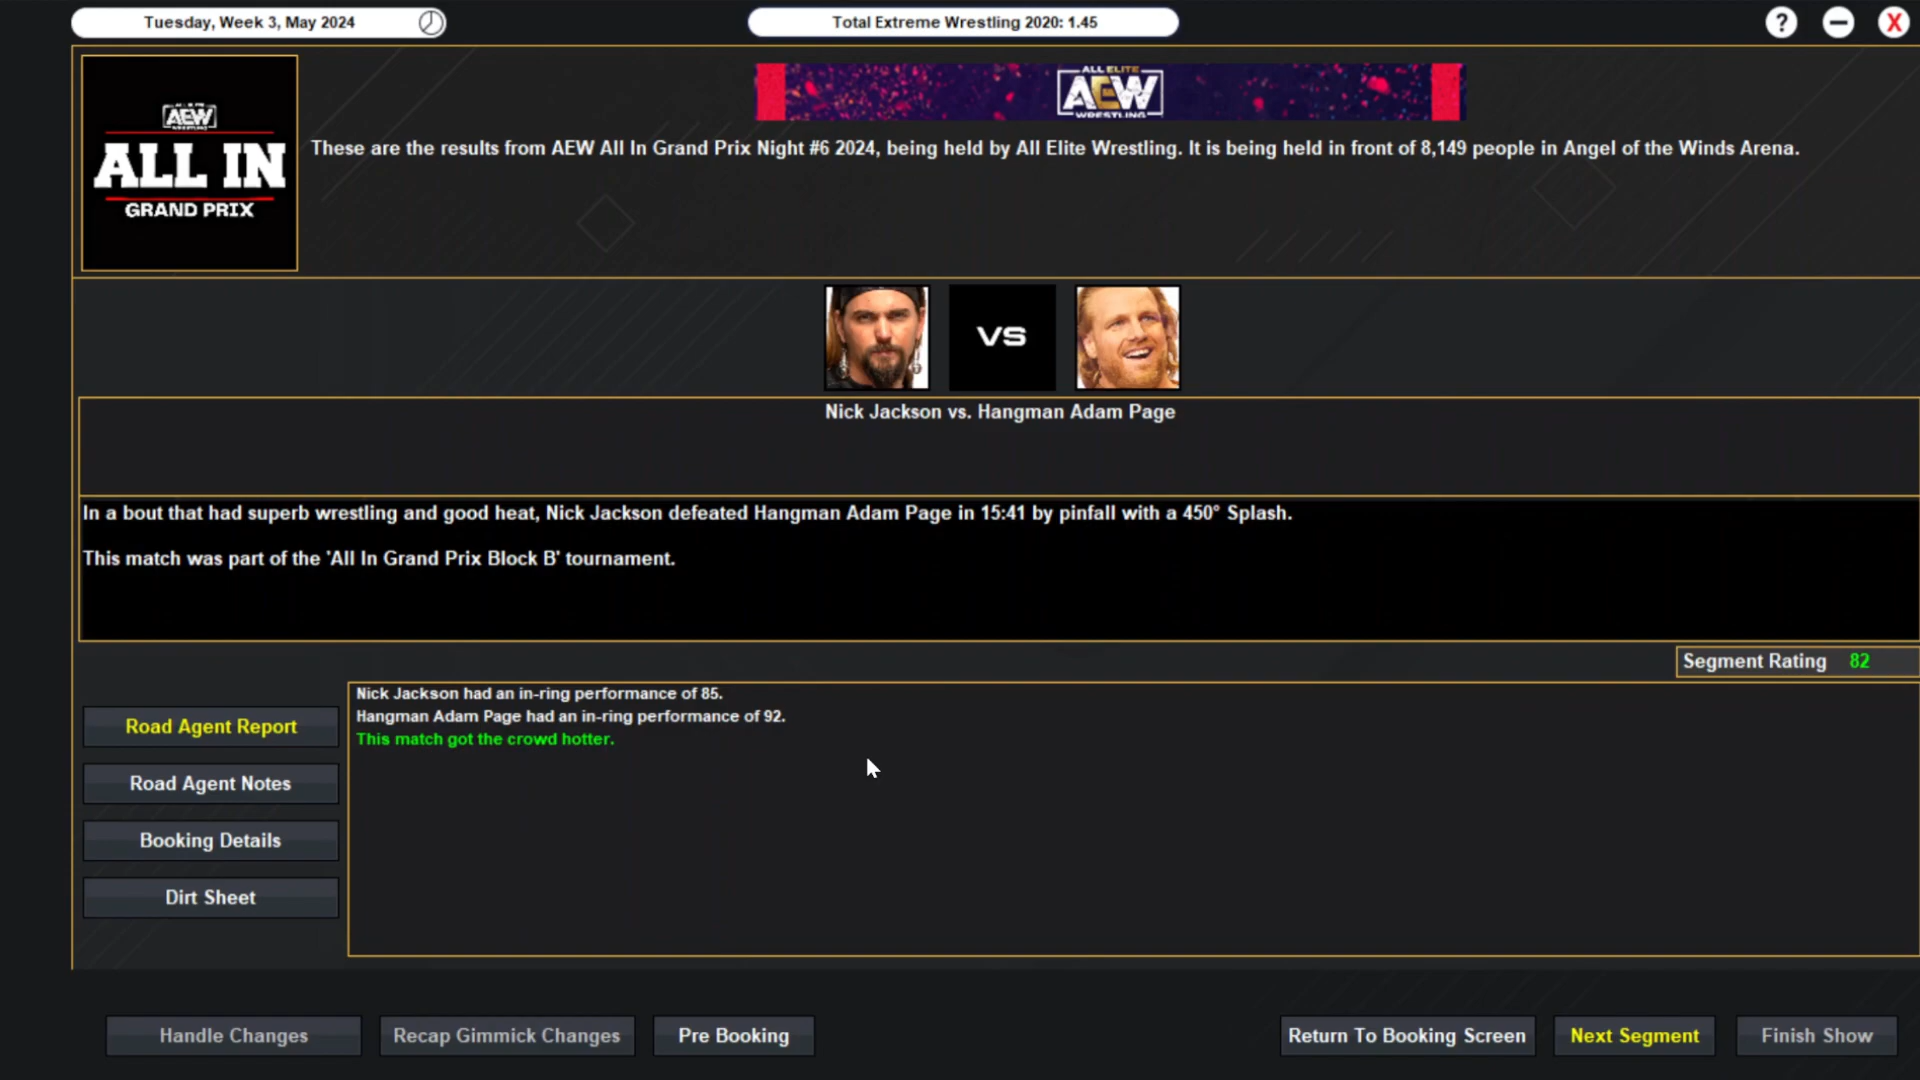 Tuesday, Week 3, May 2024
Total Extreme Wrestling 2020: 1.45
?
X
AEW
ALL IN
GRAND PRIX
ALL ELITE
AEW
WRESTLING
These are the results from AEW All In Grand Prix Night #6 2024, being held by All Elite Wrestling. It is being held in front of 8,149 people in Angel of the Winds Arena.
VS
Nick Jackson vs. Hangman Adam Page
In a bout that had superb wrestling and good heat, Nick Jackson defeated Hangman Adam Page in 15:41 by pinfall with a 450° Splash.
This match was part of the 'All In Grand Prix Block B' tournament.
Segment Rating 82
Road Agent Report
Road Agent Notes
Booking Details
Dirt Sheet
Nick Jackson had an in-ring performance of 85.
Hangman Adam Page had an in-ring performance of 92.
This match got the crowd hotter.
Handle Changes
Recap Gimmick Changes
Pre Booking
Return To Booking Screen
Next Segment
Finish Show